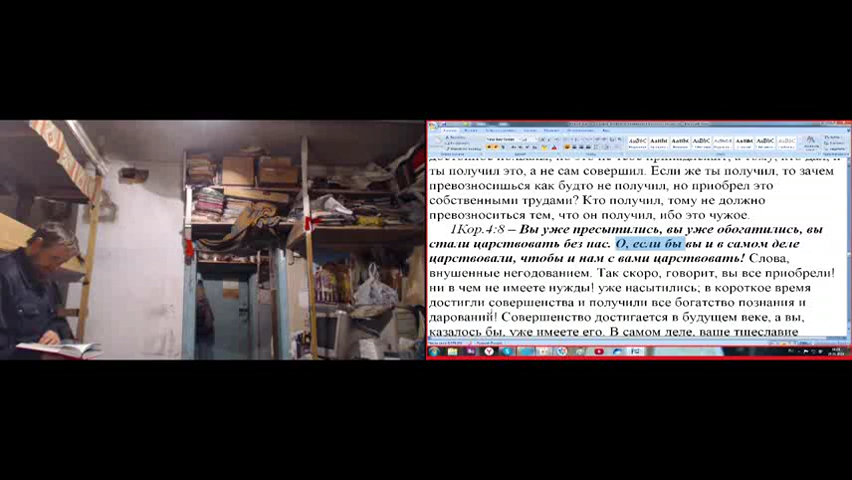 ты получил это, а не сам совершил. Если же ты получил, то зачем
превозносишься как будто не получил, но приобрел это
собственными трудами? Кто получил, тому не должно
превозноситься тем, что он получил, ибо это чужое.
1Кор.4:8 – Вы уже пресытились, вы уже обогатились, вы
стали царствовать без нас. О, если бы вы и в самом деле
царствовали, чтобы и нам с вами царствовать! Слова,
внушенные негодованием. Так скоро, говорит, вы все приобрели!
ни в чем не имеете нужды! уже насытились; в короткое время
достигли совершенства и получили все богатство познания и
дарований! Совершенство достигается в будущем веке, а вы,
казалось бы, уже имеете его. В самом деле, ваше тщеславие